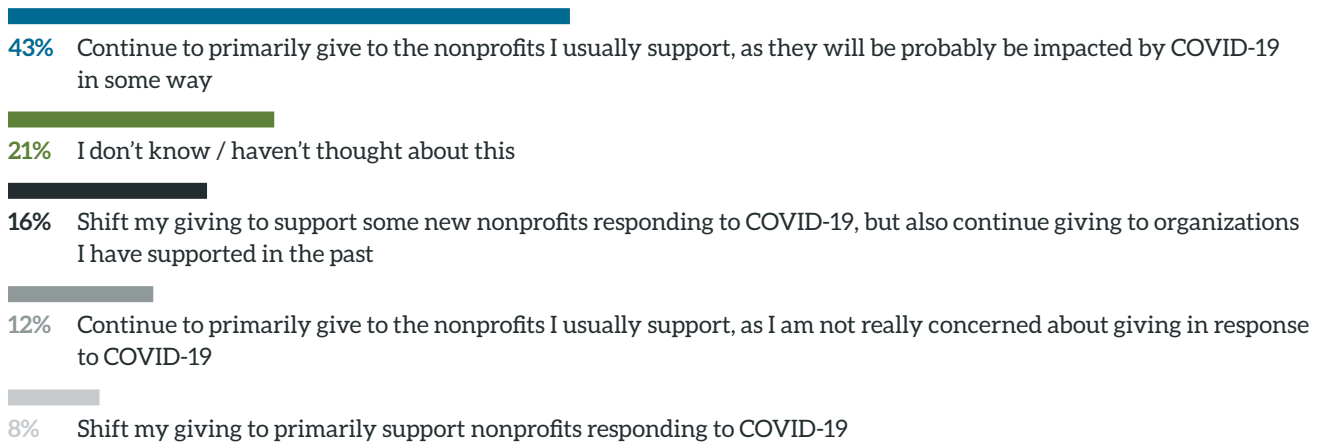 43% Continue to primarily give to the nonprofits I usually support, as they will be probably be impacted by COVID-19
in some way
21% I don't know / haven't thought about this
16% Shift my giving to support some new nonprofits responding to COVID-19, but also continue giving to organizations
I have supported in the past
12% Continue to primarily give to the nonprofits I usually support, as I am not really concerned about giving in response
to COVID-19
8% Shift my giving to primarily support nonprofits responding to COVID-19